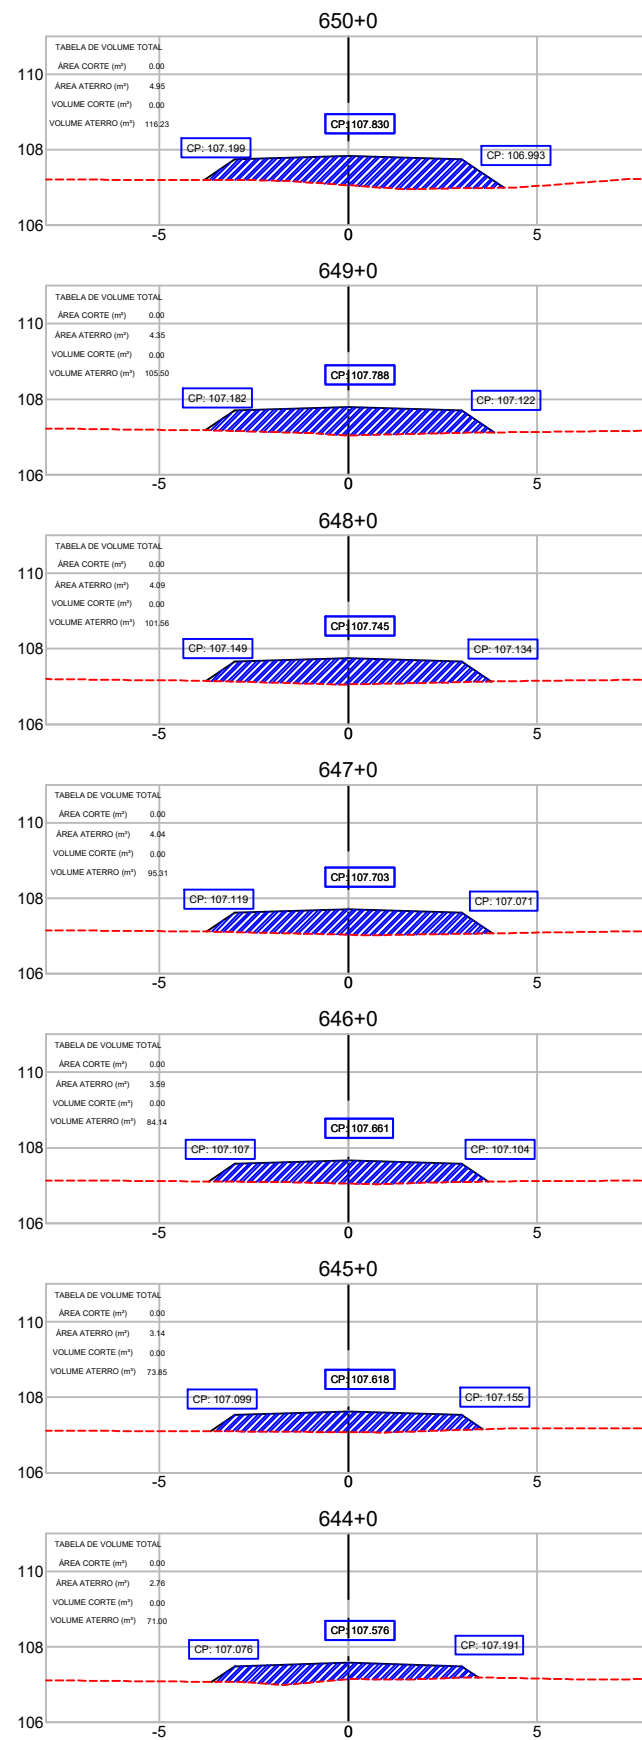 650+0
TABELA DE VOLUME TOTAL
ÁREA CORTE (m²) 0.00
ÁREA ATERRO (m²) 4.95
VOLUME CORTE (m³) 0.00
VOLUME ATERRO (m³) 116.23
110
108
106
CP: 107.199
CP: 107.830
CP: 106.993
-5 0 5
649+0
TABELA DE VOLUME TOTAL
ÁREA CORTE (m²) 0.00
ÁREA ATERRO (m²) 4.35
VOLUME CORTE (m³) 0.00
VOLUME ATERRO (m³) 105.50
110
108
106
CP: 107.182
CP: 107.788
CP: 107.122
-5 0 5
648+0
TABELA DE VOLUME TOTAL
ÁREA CORTE (m²) 0.00
ÁREA ATERRO (m²) 4.09
VOLUME CORTE (m³) 0.00
VOLUME ATERRO (m³) 101.56
110
108
106
CP: 107.149
CP: 107.745
CP: 107.134
-5 0 5
647+0
TABELA DE VOLUME TOTAL
ÁREA CORTE (m²) 0.00
ÁREA ATERRO (m²) 4.04
VOLUME CORTE (m³) 0.00
VOLUME ATERRO (m³) 95.31
110
108
106
CP: 107.119
CP: 107.703
CP: 107.071
-5 0 5
646+0
TABELA DE VOLUME TOTAL
ÁREA CORTE (m²) 0.00
ÁREA ATERRO (m²) 3.59
VOLUME CORTE (m³) 0.00
VOLUME ATERRO (m³) 84.14
110
108
106
CP: 107.107
CP: 107.661
CP: 107.104
-5 0 5
645+0
TABELA DE VOLUME TOTAL
ÁREA CORTE (m²) 0.00
ÁREA ATERRO (m²) 3.14
VOLUME CORTE (m³) 0.00
VOLUME ATERRO (m³) 73.85
110
108
106
CP: 107.099
CP: 107.618
CP: 107.155
-5 0 5
644+0
TABELA DE VOLUME TOTAL
ÁREA CORTE (m²) 0.00
ÁREA ATERRO (m²) 2.76
VOLUME CORTE (m³) 0.00
VOLUME ATERRO (m³) 71.00
110
108
106
CP: 107.076
CP: 107.576
CP: 107.191
-5 0 5